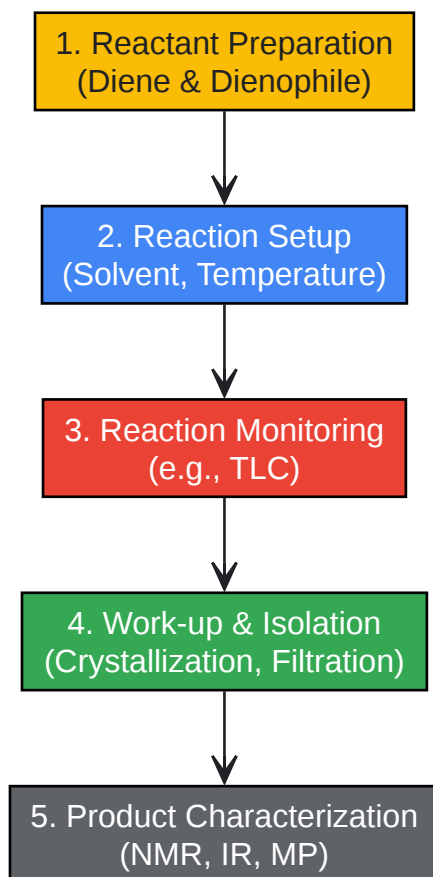 1. Reactant Preparation
(Diene & Dienophile)
2. Reaction Setup
(Solvent, Temperature)
3. Reaction Monitoring
(e.g., TLC)
4. Work-up & Isolation
(Crystallization, Filtration)
5. Product Characterization
(NMR, IR, MP)